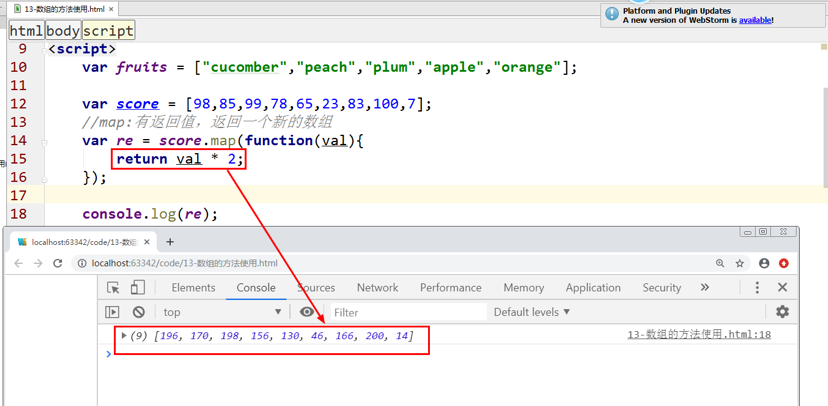 13-数组的方法使用.html ×
Platform and Plugin Updates
A new version of WebStorm is available!
html body script
9 <script>
10 var fruits = ["cucomber","peach","plum","apple","orange"];
11
12 var score = [98,85,99,78,65,23,83,100,7];
13 //map:有返回值，返回一个新的数组
14 var re = score.map(function(val){
15 return val * 2;
16 });
17
18 console.log(re);
localhost:63342/code/13-数组 × +
localhost:63342/code/13-数组的方法使用.html
Elements Console Sources Network Performance Memory Application Security »
top ▼ Filter Default levels ▼
▶(9) [196, 170, 198, 156, 130, 46, 166, 200, 14] 13-数组的方法使用.html:18
>